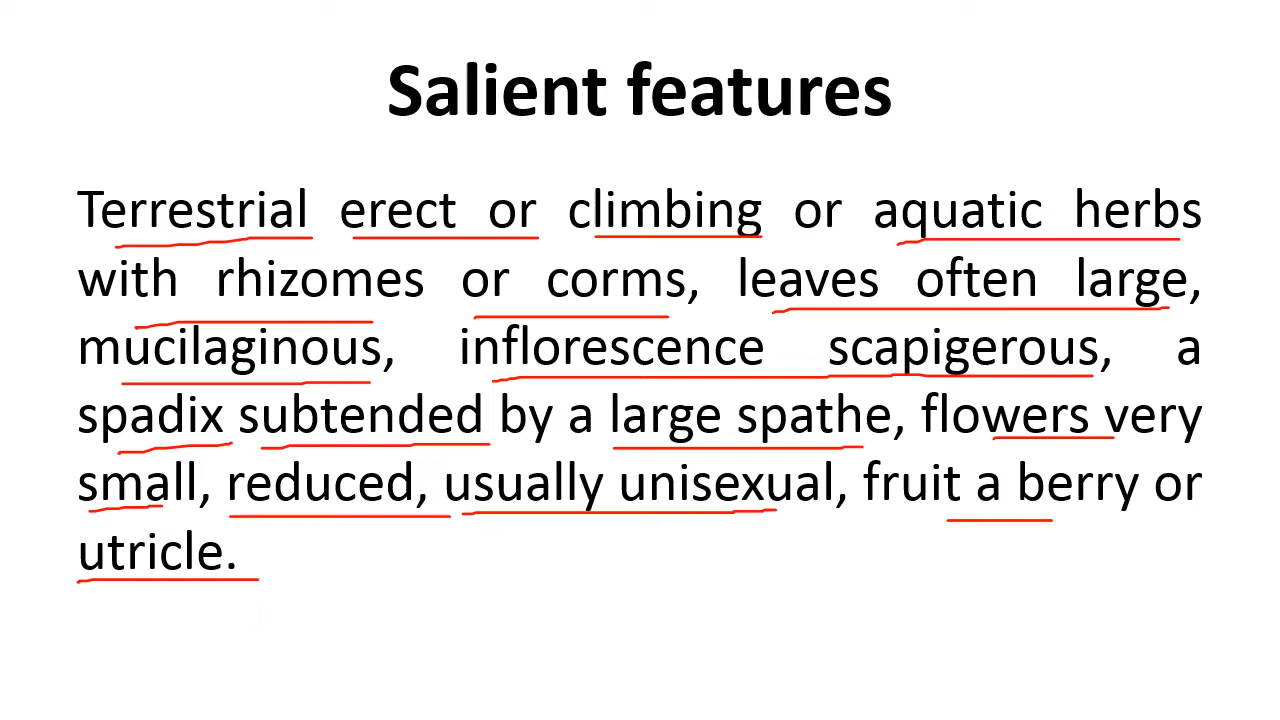 Salient features
Terrestrial erect or climbing or aquatic herbs
with rhizomes or corms, leaves often large,
mucilaginous, inflorescence scapigerous, a
spadix subtended by a large spathe, flowers very
small, reduced, usually unisexual, fruit a berry or
utricle.